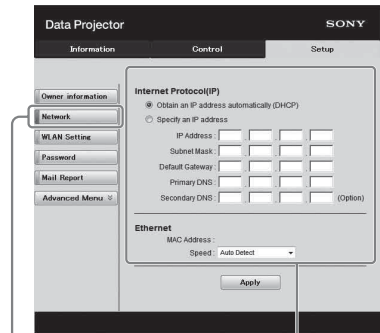 Data Projector
SONY
Information
Control
Setup
Owner information
Network
WLAN Setting
Password
Mail Report
Advanced Menu
Internet Protocol(IP)
Obtain an IP address automatically (DHCP)
Specify an IP address
IP Address :
Subnet Mask :
Default Gateway :
Primary DNS :
Secondary DNS : (Option)
Ethernet
MAC Address :
Speed : Auto Detect
Apply